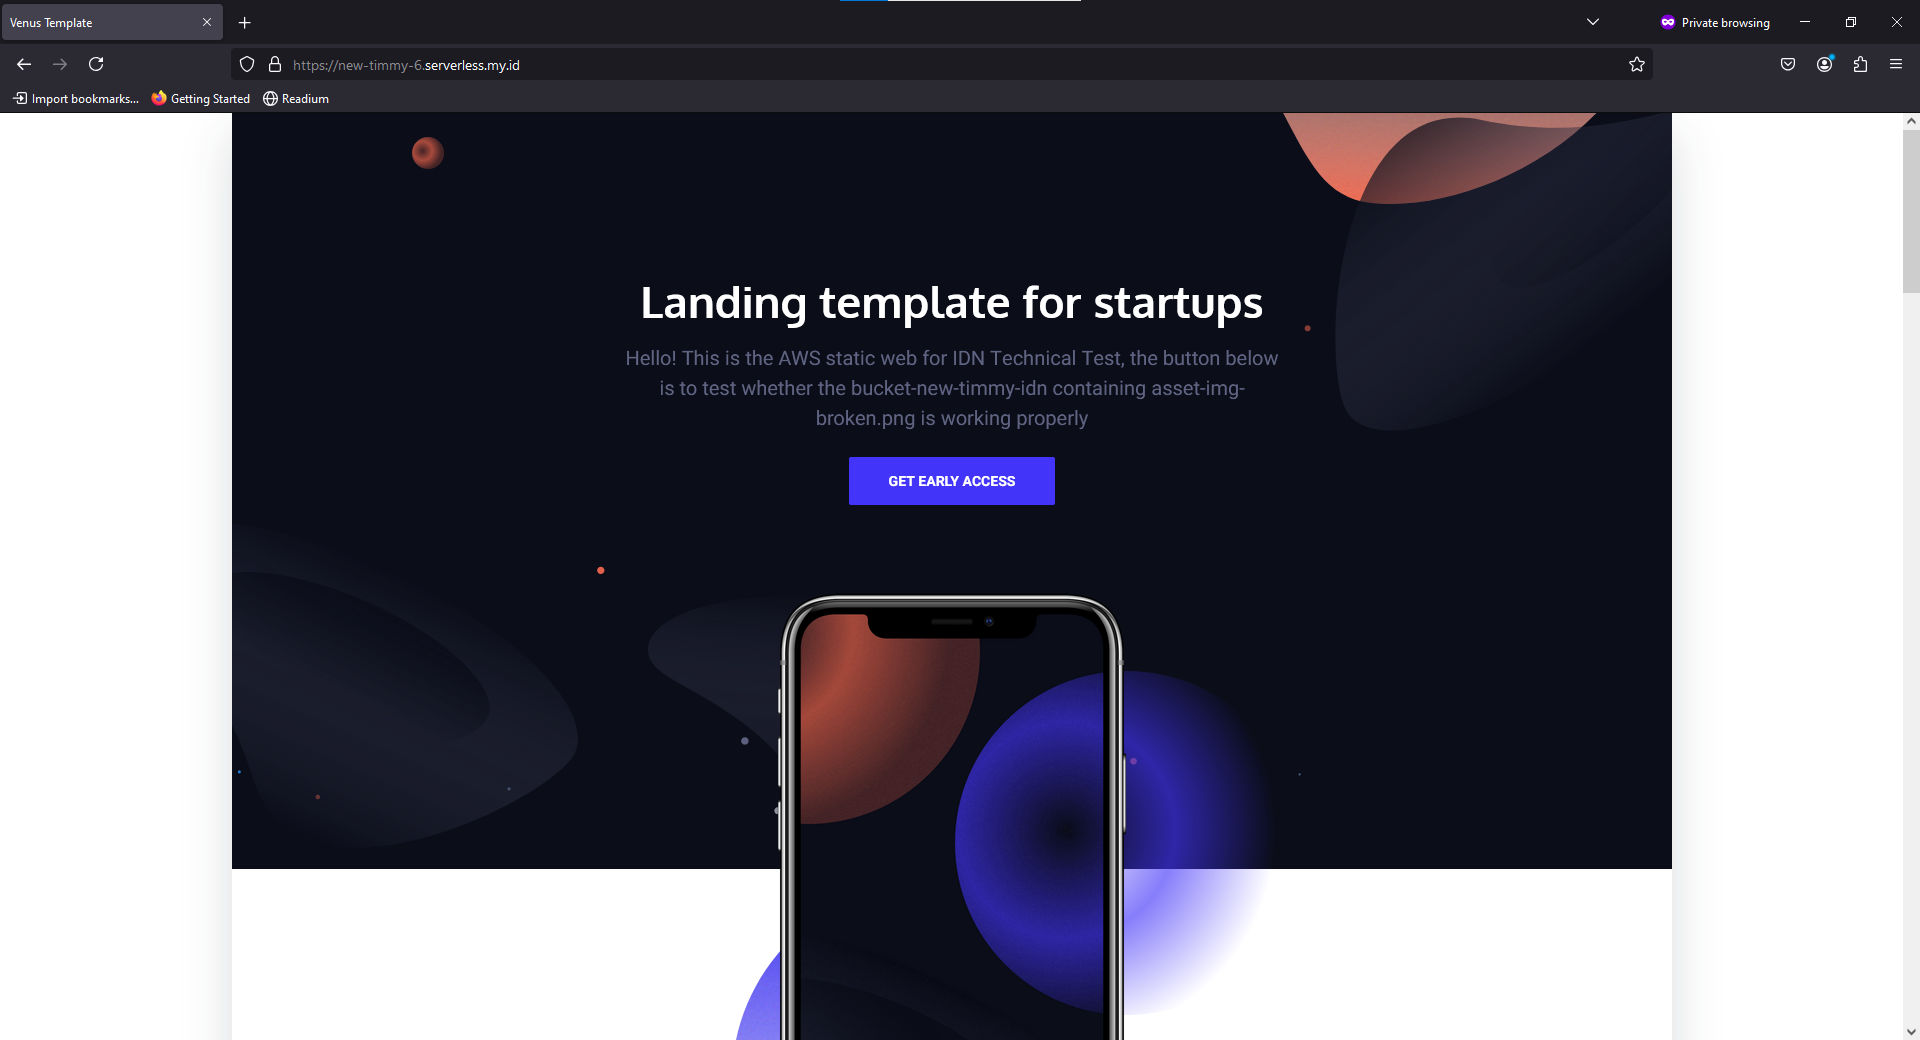 Venus Template
Private browsing
https://new-timmy-6.serverless.my.id
Import bookmarks...
Getting Started
Readium
Landing template for startups
Hello! This is the AWS static web for IDN Technical Test, the button below
is to test whether the bucket-new-timmy-idn containing asset-img-
broken.png is working properly
GET EARLY ACCESS